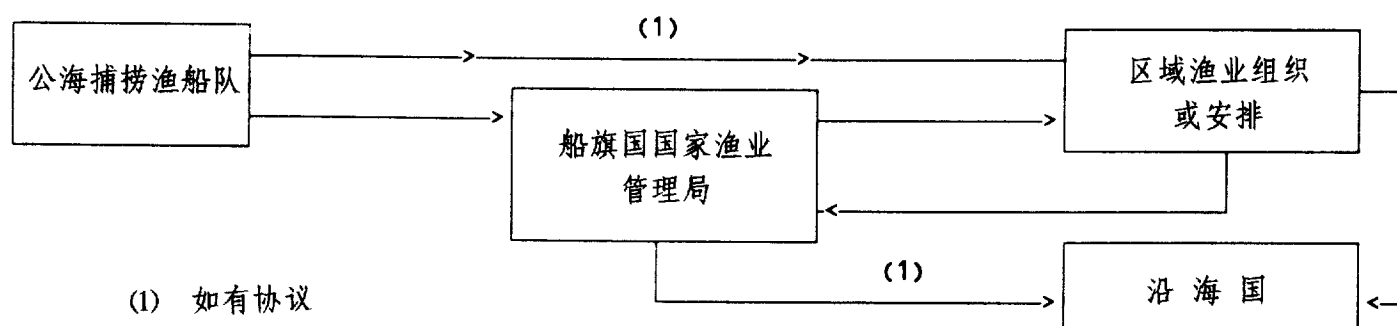 (1)
公海捕捞渔船队
区域渔业组织
或安排
船旗国国家渔业
管理局
(1)
沿海国
(1) 如有协议